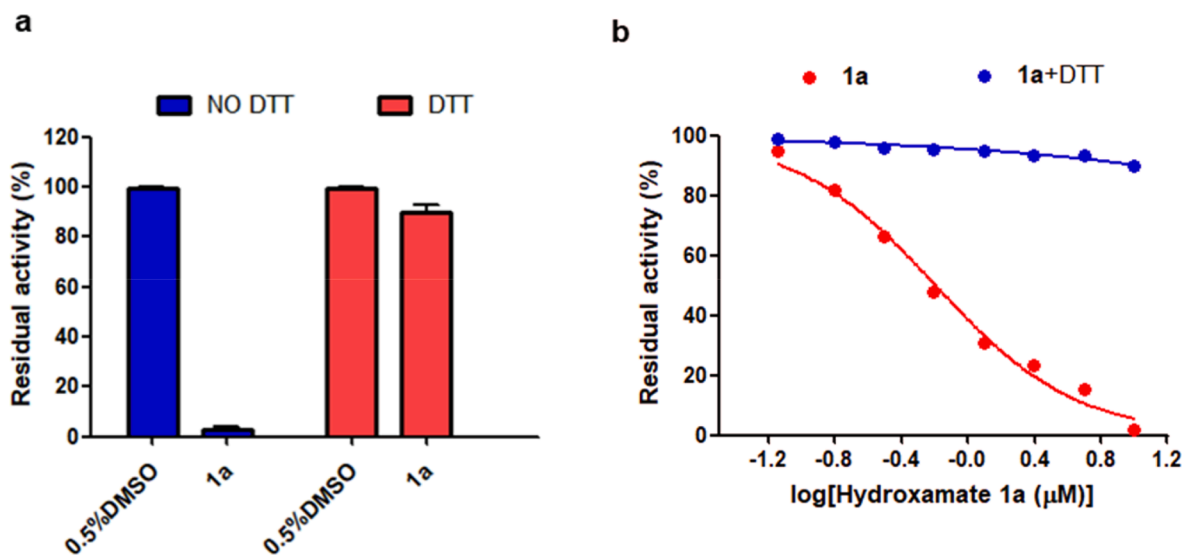 a
NO DTT
DTT
Residual activity (%)
120
100
80
60
40
20
0
0.5%DMSO
1a
0.5%DMSO
1a
b
1a
1a+DTT
Residual activity (%)
100
80
60
40
20
0
-1.2
-0.8
-0.4
-0.0
0.4
0.8
1.2
log[Hydroxamate 1a (μM)]